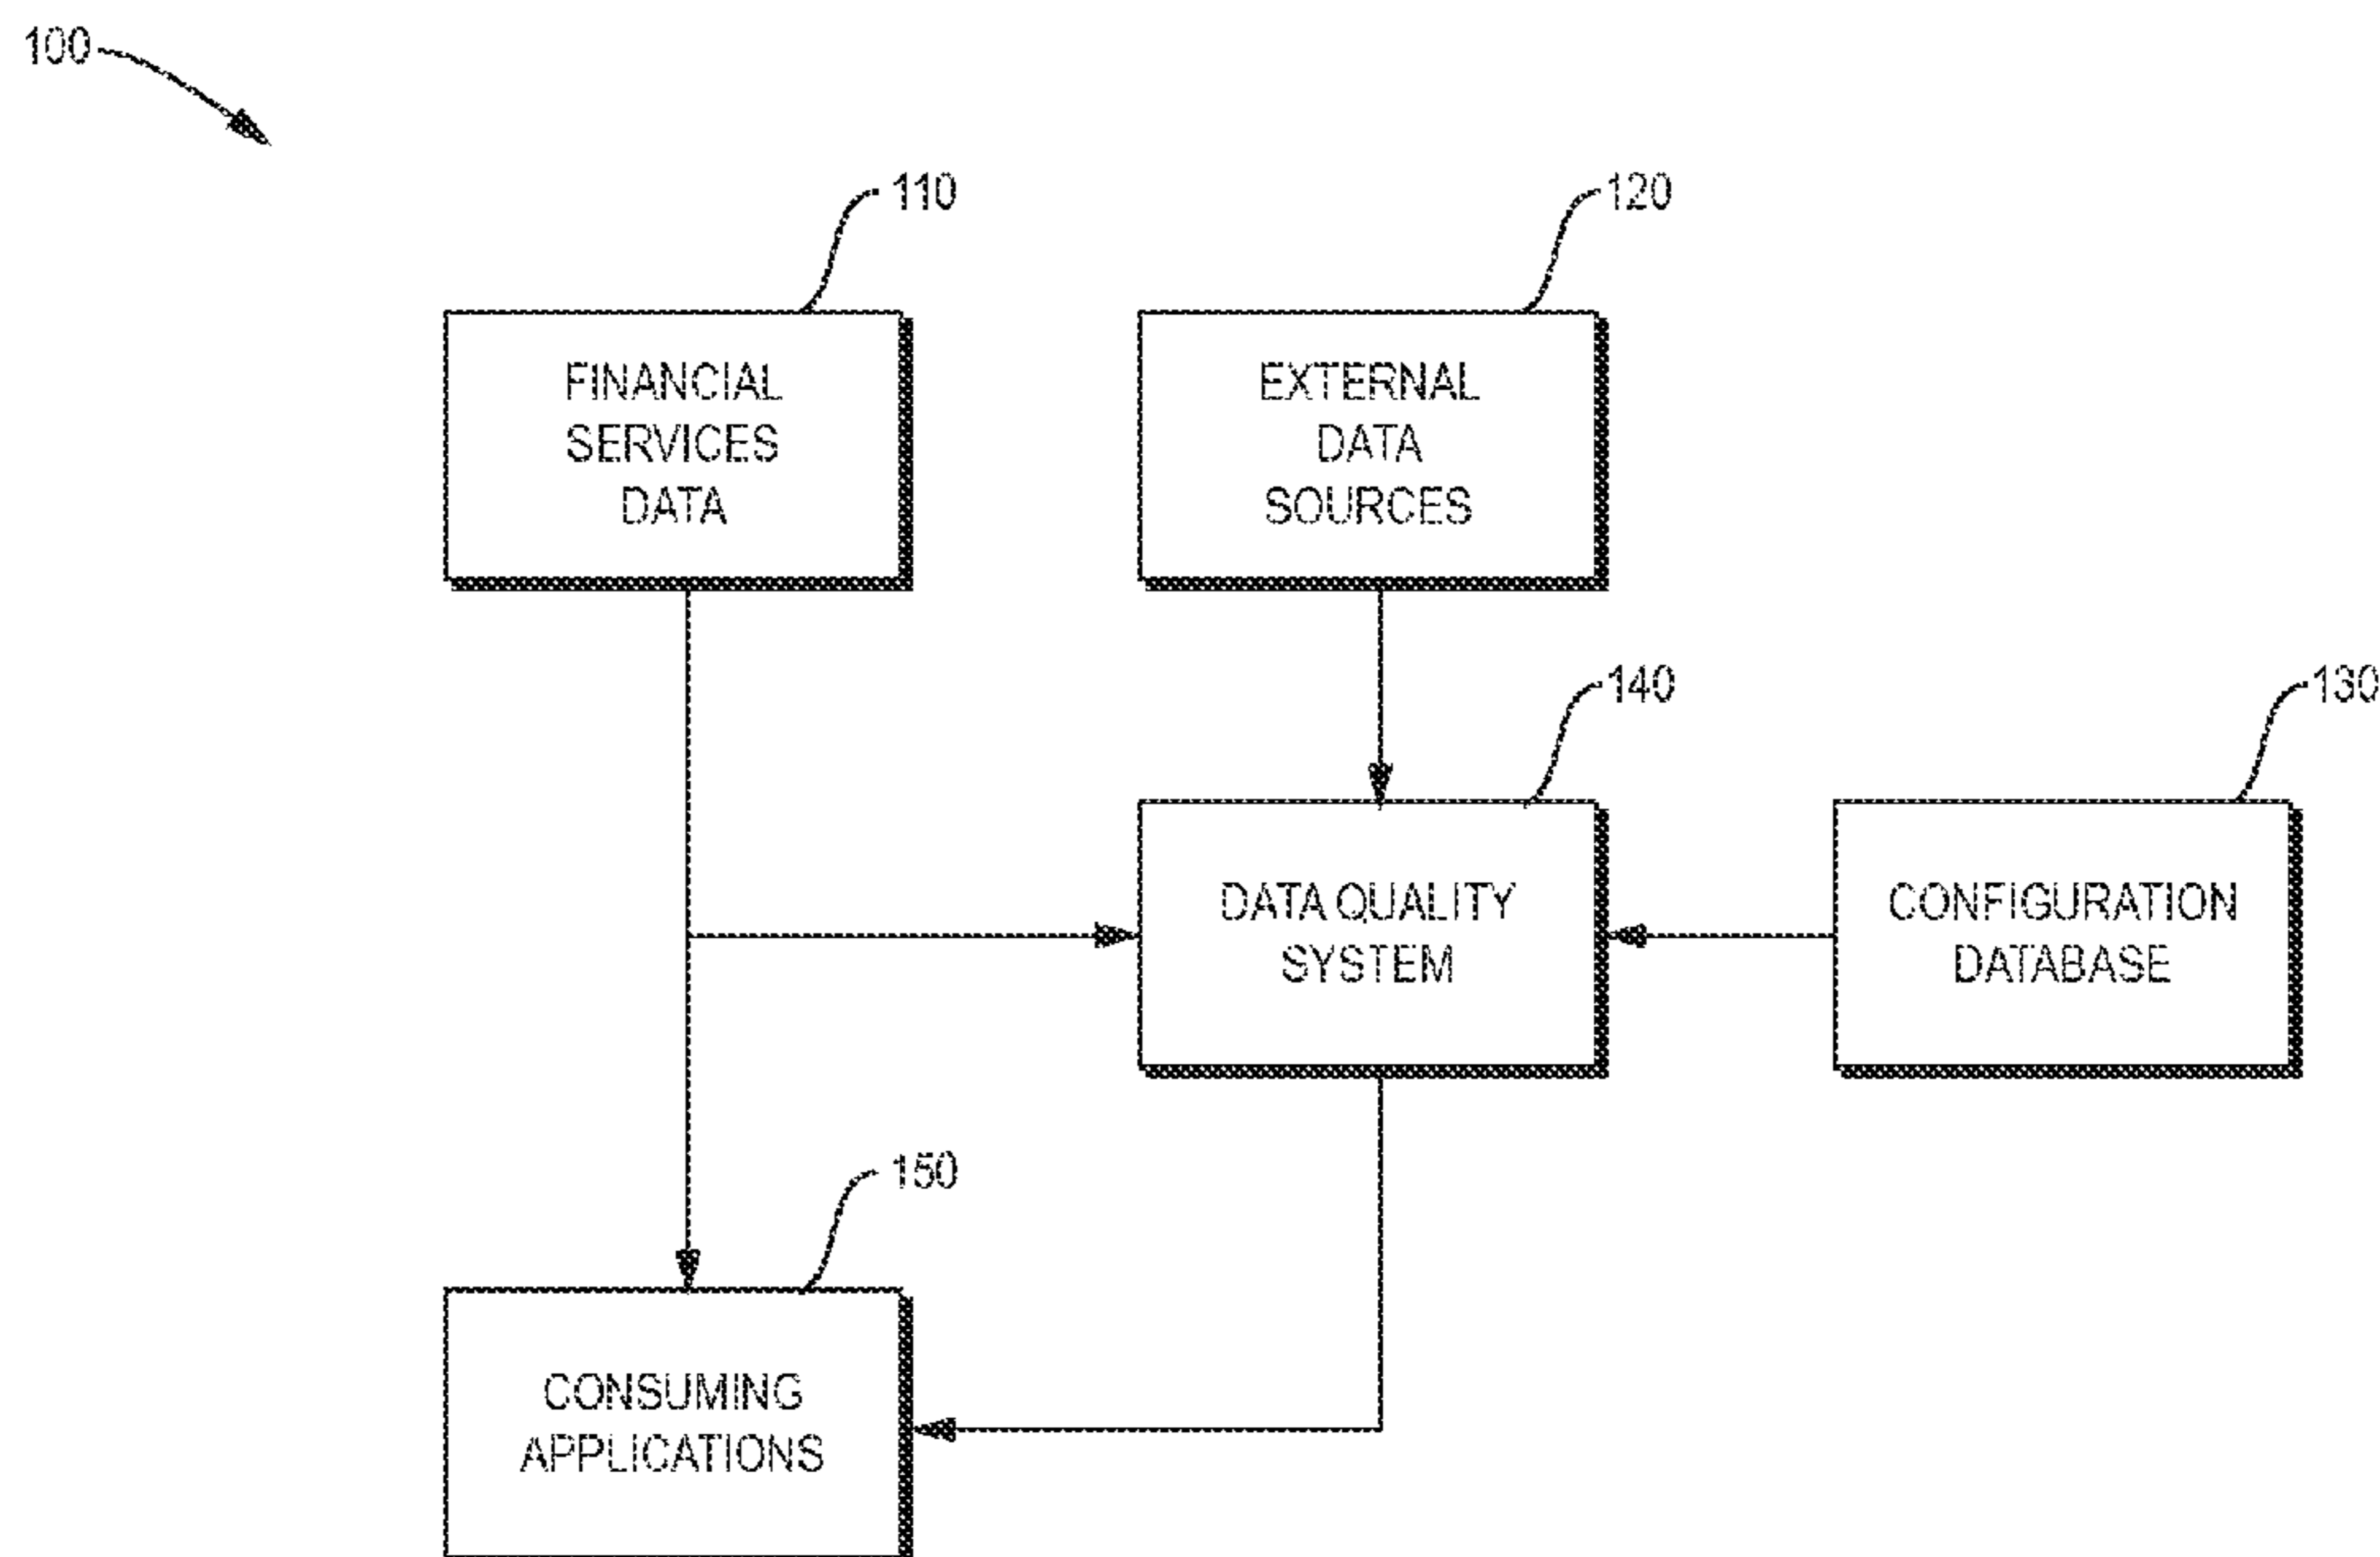 100
110
120
FINANCIAL
SERVICES
DATA
EXTERNAL
DATA
SOURCES
140
130
DATA QUALITY
SYSTEM
CONFIGURATION
DATABASE
150
CONSUMING
APPLICATIONS